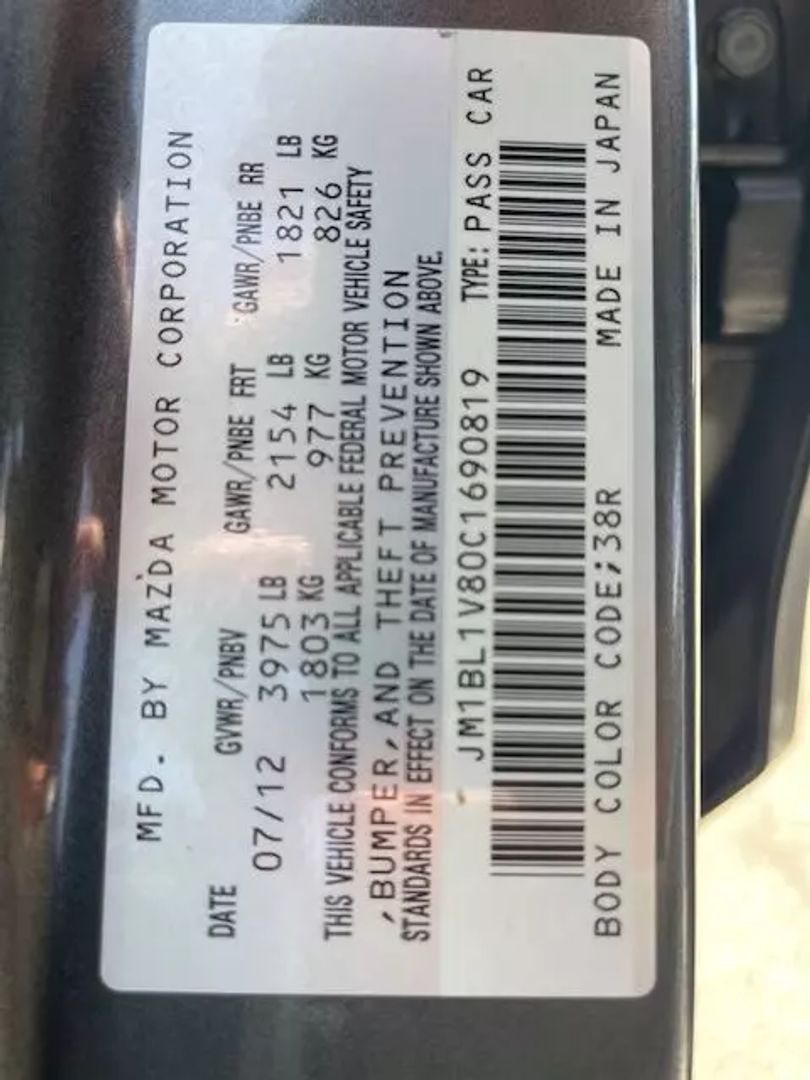 MFD. BY MAZDA MOTOR CORPORATION
DATE GVWR/PNBV GAWR/PNBE FRT GAWR/PNBE RR
07/12 3975 LB 2154 LB 1821 LB
1803 KG 977 KG 826 KG
THIS VEHICLE CONFORMS TO ALL APPLICABLE FEDERAL MOTOR VEHICLE SAFETY
,BUMPER,AND THEFT PREVENTION
STANDARDS IN EFFECT ON THE DATE OF MANUFACTURE SHOWN ABOVE.
JM1BL1V80C1690819 TYPE: PASS CAR
BODY COLOR CODE;38R MADE IN JAPAN